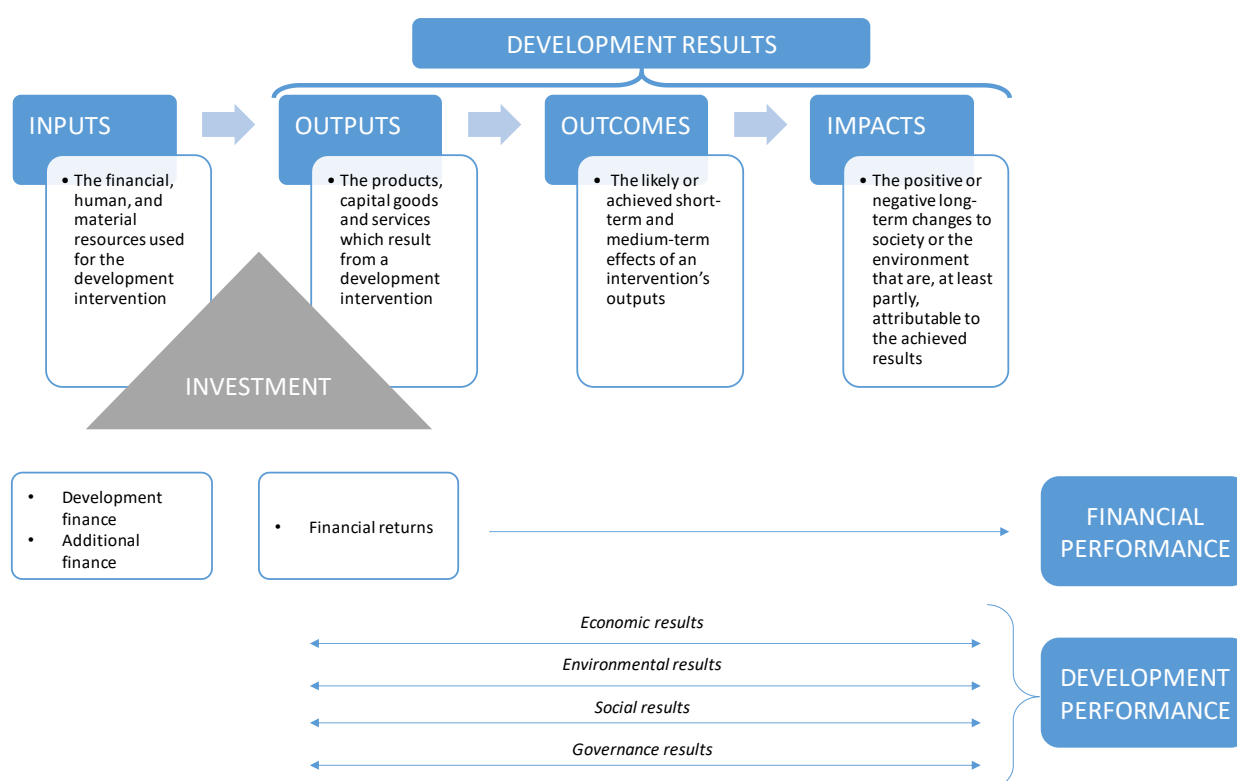 DEVELOPMENT RESULTS
INPUTS
OUTPUTS
OUTCOMES
IMPACTS
• The financial,
human, and
material
resources used
for the
development
intervention
• The products,
capital goods
and services
which result
from a
development
intervention
• The likely or
achieved short-
term and
medium-term
effects of an
intervention's
outputs
• The positive or
negative long-
term changes to
society or the
environment
that are, at least
partly,
attributable to
the achieved
results
INVESTMENT
• Development
finance
• Additional
finance
• Financial returns
FINANCIAL
PERFORMANCE
Economic results
Environmental results
Social results
Governance results
DEVELOPMENT
PERFORMANCE